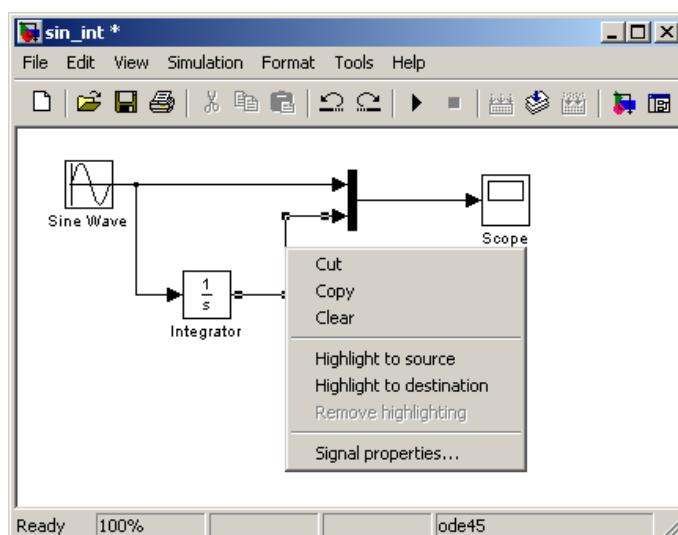 sin_int *
File Edit View Simulation Format Tools Help
Sine Wave
Scope
1
s
Integrator
Cut
Copy
Clear
Highlight to source
Highlight to destination
Remove highlighting
Signal properties...
Ready 100% ode45